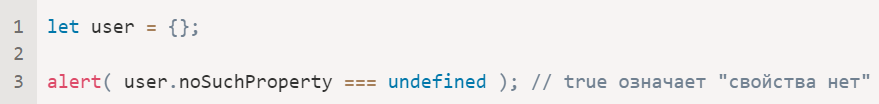 1 let user = {};
2
3 alert( user.noSuchProperty === undefined ); // true означает "свойства нет"